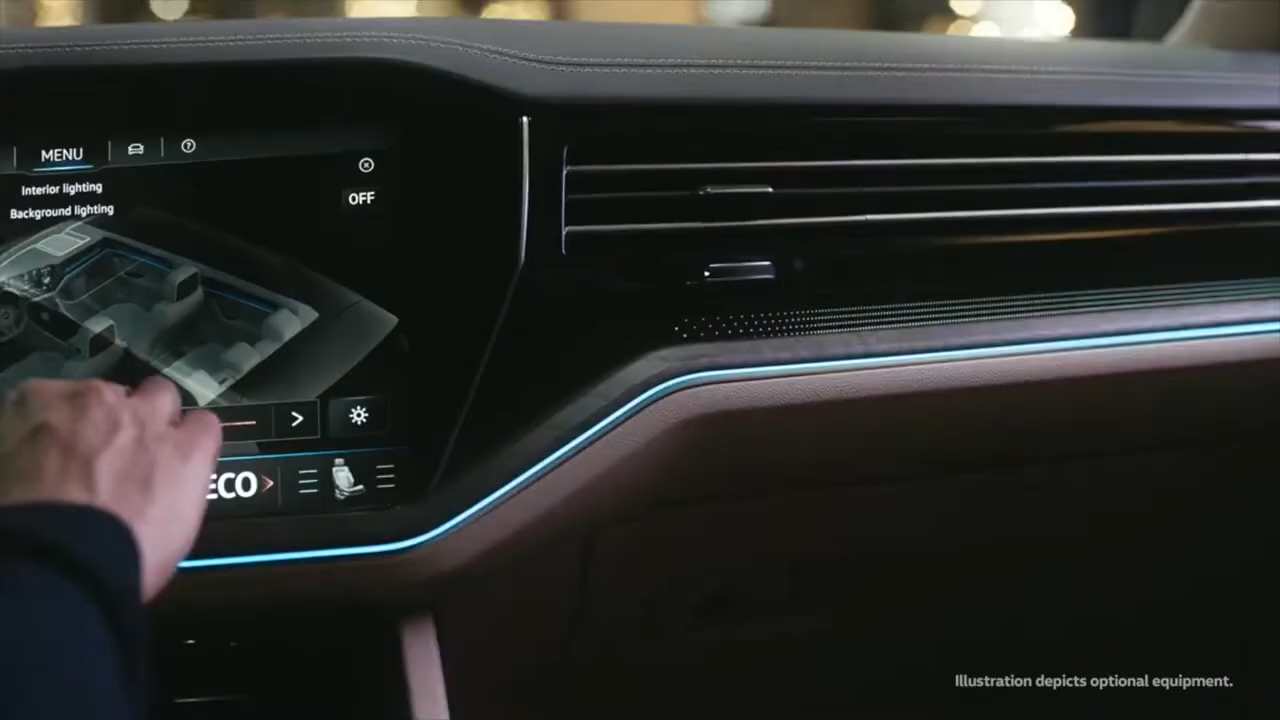 MENU
Interior lighting
Background lighting
OFF
ECO
Illustration depicts optional equipment.